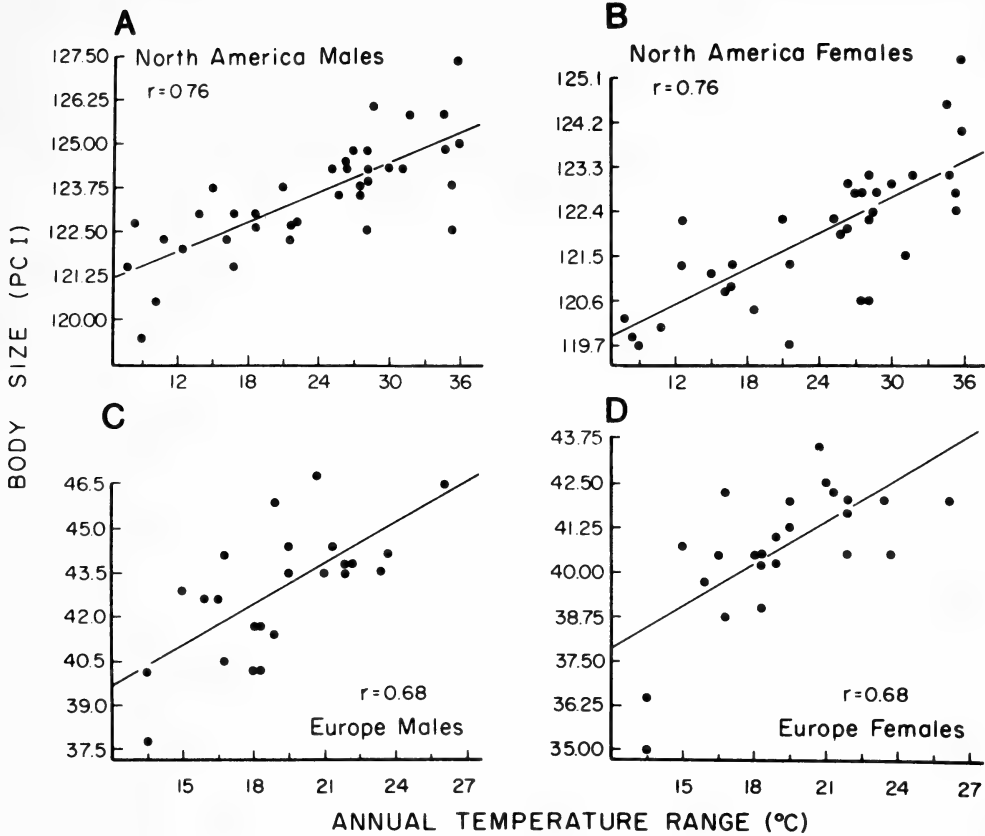 A
North America Males
r=0.76
127.50
126.25
125.00
123.75
122.50
121.25
120.00
12 18 24 30 36
B
North America Females
r=0.76
125.1
124.2
123.3
122.4
121.5
120.6
119.7
12 18 24 30 36
BODY SIZE (PC I)
C
46.5
45.0
43.5
42.0
40.5
39.0
37.5
r=0.68
Europe Males
15 18 21 24 27
D
43.75
42.50
41.25
40.00
38.75
37.50
36.25
35.00
r=0.68
Europe Females
15 18 21 24 27
ANNUAL TEMPERATURE RANGE (°C)